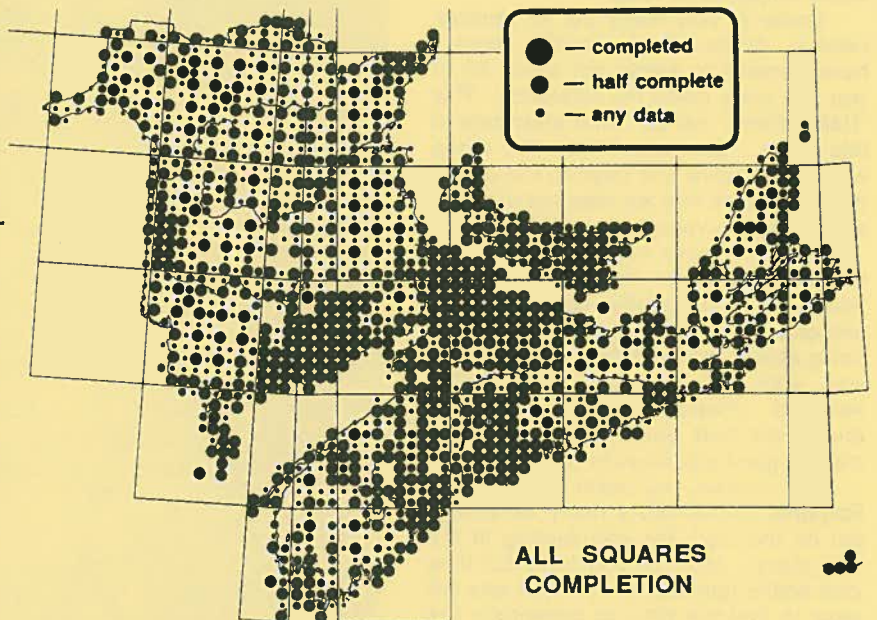 — completed
— half complete
— any data
ALL SQUARES
COMPLETION